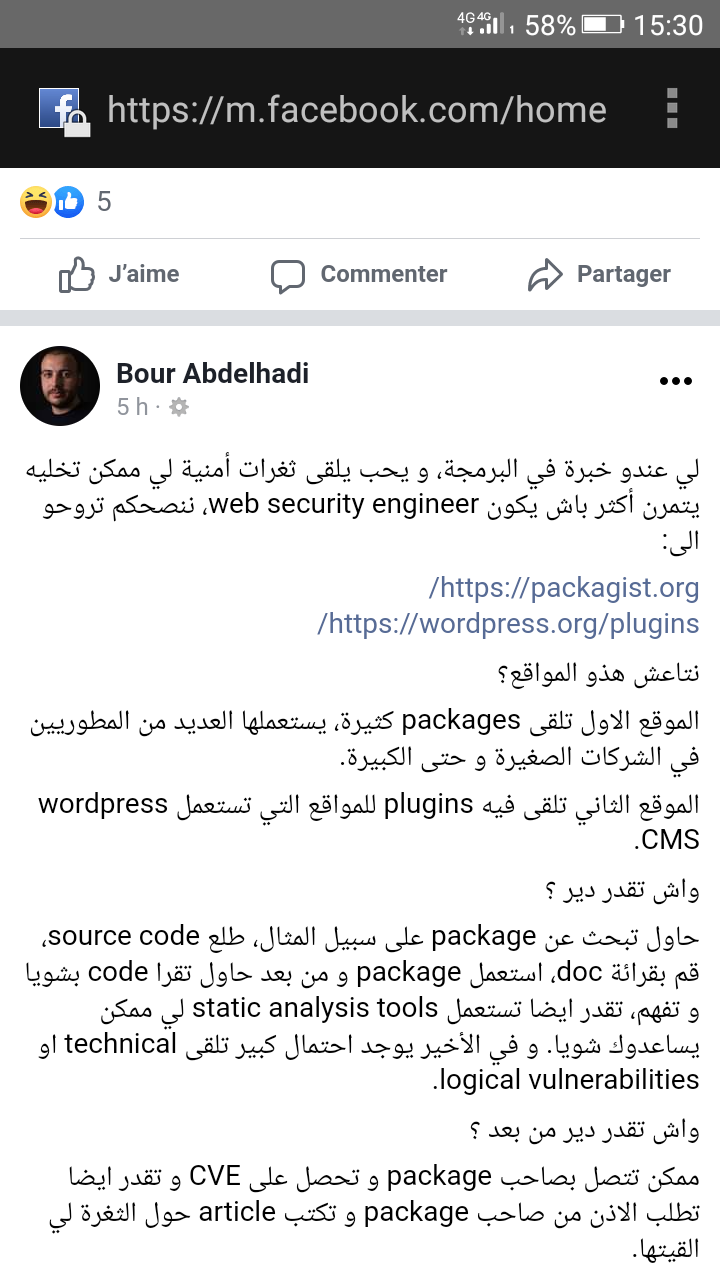 4G 4G 1 58% 15:30
https://m.facebook.com/home
5
J’aime Commenter Partager
Bour Abdelhadi
5 h ·
لي عندو خبرة في البرمجة، و يحب يلقى ثغرات أمنية لي ممكن تخليه
يتمرن أكثر باش يكون web security engineer، ننصحكم تروحو
الى:
https://packagist.org/
https://wordpress.org/plugins/
نتاعش هذو المواقع؟
الموقع الاول تلقى packages كثيرة، يستعملها العديد من المطوريين
في الشركات الصغيرة و حتى الكبيرة.
الموقع الثاني تلقى فيه plugins للمواقع التي تستعمل wordpress
CMS.
واش تقدر دير ؟
حاول تبحث عن package على سبيل المثال، طلع source code،
قم بقرائة doc، استعمل package و من بعد حاول تقرا code بشويا
و تفهم، تقدر ايضا تستعمل static analysis tools لي ممكن
يساعدوك شويا. و في الأخير يوجد احتمال كبير تلقى technical او
logical vulnerabilities.
واش تقدر دير من بعد ؟
ممكن تتصل بصاحب package و تحصل على CVE و تقدر ايضا
تطلب الاذن من صاحب package و تكتب article حول الثغرة لي
القيتها.